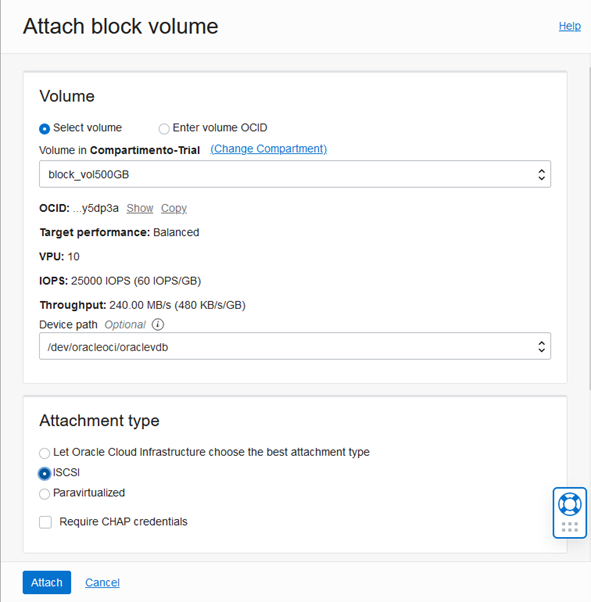 Attach block volume
Help
Volume
Select volume Enter volume OCID
Volume in Compartimento-Trial (Change Compartment)
block_vol500GB
OCID: ...y5dp3a Show Copy
Target performance: Balanced
VPU: 10
IOPS: 25000 IOPS (60 IOPS/GB)
Throughput: 240.00 MB/s (480 KB/s/GB)
Device path Optional i
/dev/oracleoci/oraclevdb
Attachment type
Let Oracle Cloud Infrastructure choose the best attachment type
ISCSI
Paravirtualized
Require CHAP credentials
Attach Cancel